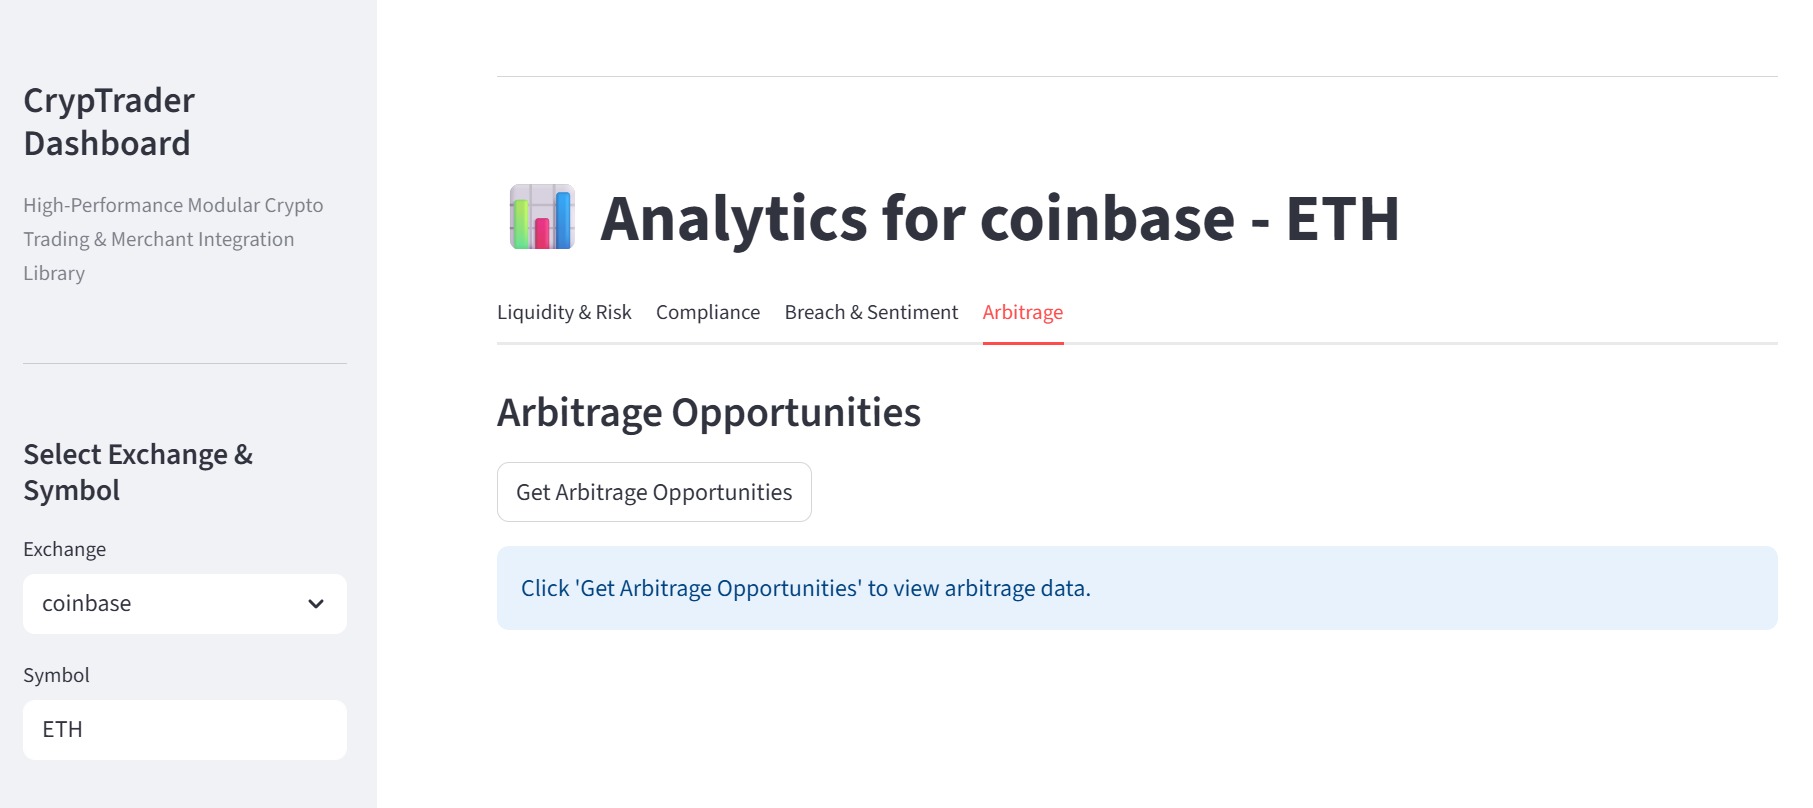 CrypTrader
Dashboard
High-Performance Modular Crypto
Trading & Merchant Integration
Library
Select Exchange &
Symbol
Exchange
coinbase
Symbol
ETH
Analytics for coinbase - ETH
Liquidity & Risk Compliance Breach & Sentiment Arbitrage
Arbitrage Opportunities
Get Arbitrage Opportunities
Click 'Get Arbitrage Opportunities' to view arbitrage data.